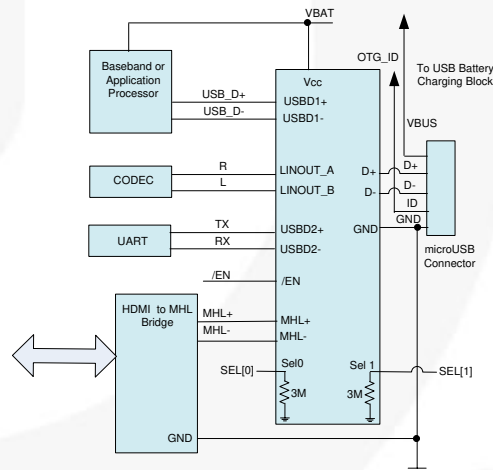 VBAT
OTG_ID
To USB Battery
Charging Block
Baseband or
Application
Processor
Vcc
USB_D+
USBD1+
USB_D-
USBD1-
VBUS
CODEC
R
LINOUT_A
L
LINOUT_B
D+
D+
D-
D-
ID
GND
GND
UART
TX
USBD2+
RX
USBD2-
microUSB
Connector
/EN
/EN
HDMI to MHL
Bridge
MHL+
MHL+
MHL-
MHL-
SEL[0]
Sel0
Sel 1
SEL[1]
3M
3M
GND